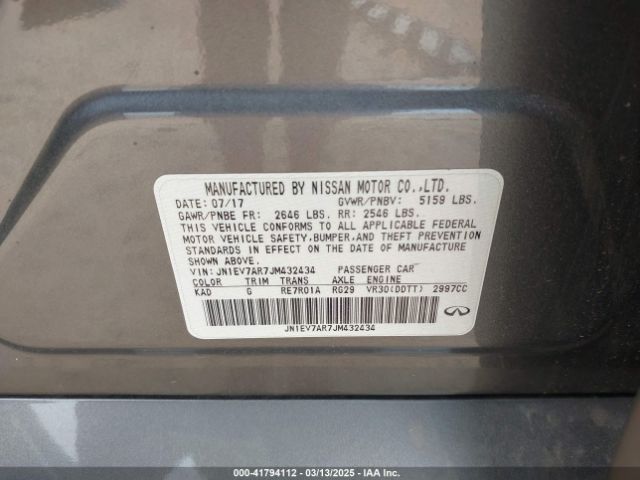 MANUFACTURED BY NISSAN MOTOR CO.,LTD.
DATE: 07/17 GVWR/PNBV: 5159 LBS.
GAWR/PNBE FR: 2646 LBS. RR: 2546 LBS.
THIS VEHICLE CONFORMS TO ALL APPLICABLE FEDERAL
MOTOR VEHICLE SAFETY, BUMPER, AND THEFT PREVENTION
STANDARDS IN EFFECT ON THE DATE OF MANUFACTURE
SHOWN ABOVE.
VIN: JN1EV7AR7JM432434 PASSENGER CAR
COLOR TRIM TRANS AXLE ENGINE
KAD G RE7R01A RG29 VR30(DDTT) 2997CC
JN1EV7AR7JM432434
000-41794112 | 03/13/2025 - IAA Inc.